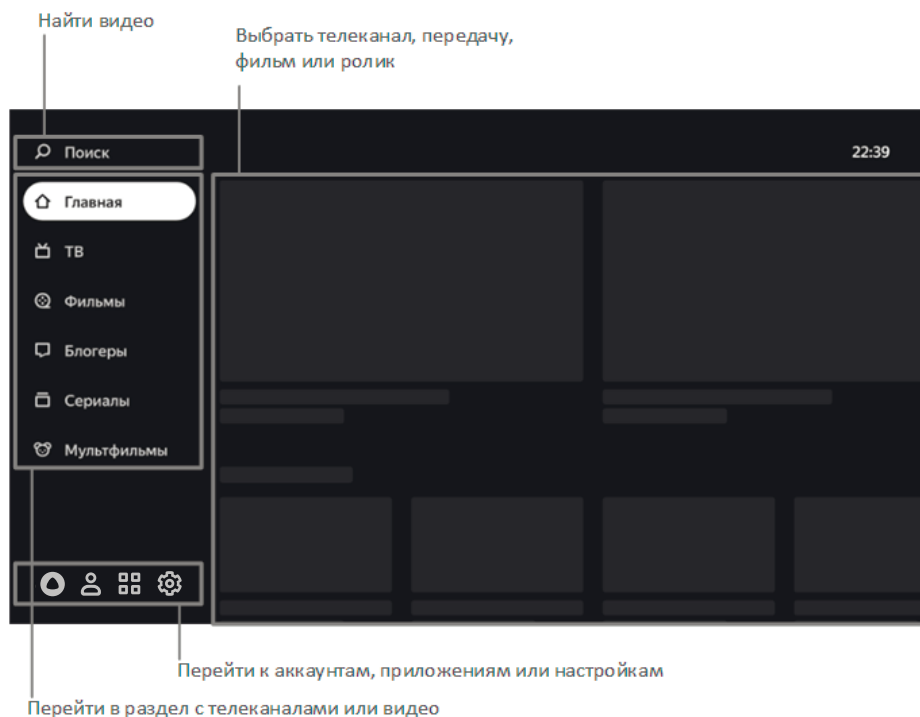 Найти видео
Выбрать телеканал, передачу,
фильм или ролик
Поиск
22:39
Главная
ТВ
Фильмы
Блогеры
Сериалы
Мультфильмы
Перейти к аккаунтам, приложениям или настройкам
Перейти в раздел с телеканалами или видео